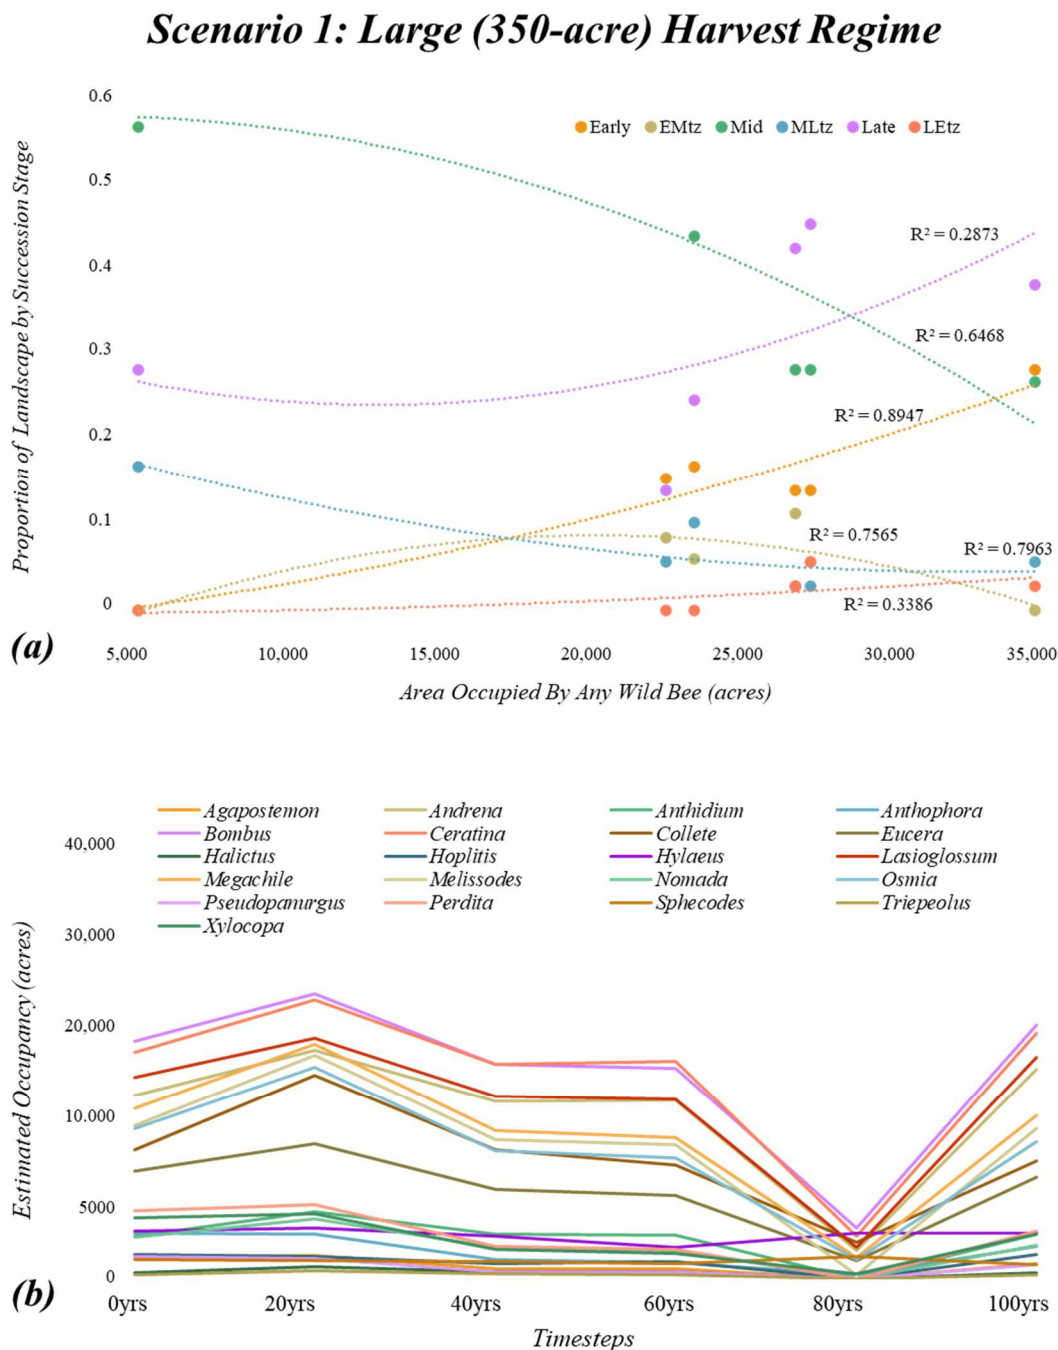 Scenario 1: Large (350-acre) Harvest Regime
Proportion of Landscape by Succession Stage
0.6
0.5
0.4
0.3
0.2
0.1
0
Early EMtz Mid MLtz Late LEtz
R² = 0.2873
R² = 0.6468
R² = 0.8947
R² = 0.7565
R² = 0.7963
R² = 0.3386
(a)
5,000 10,000 15,000 20,000 25,000 30,000 35,000
Area Occupied By Any Wild Bee (acres)
Agapostemon Andrena Anthidium Anthophora
Bombus Ceratina Collete Eucera
Halictus Hoplitis Hylaeus Lasioglossum
Megachile Melissodes Nomada Osmia
Pseudopanurgus Perdita Sphecodes Triepeolus
Xylocopa
Estimated Occupancy (acres)
40,000
30,000
20,000
10,000
5000
0
(b)
0yrs 20yrs 40yrs 60yrs 80yrs 100yrs
Timesteps